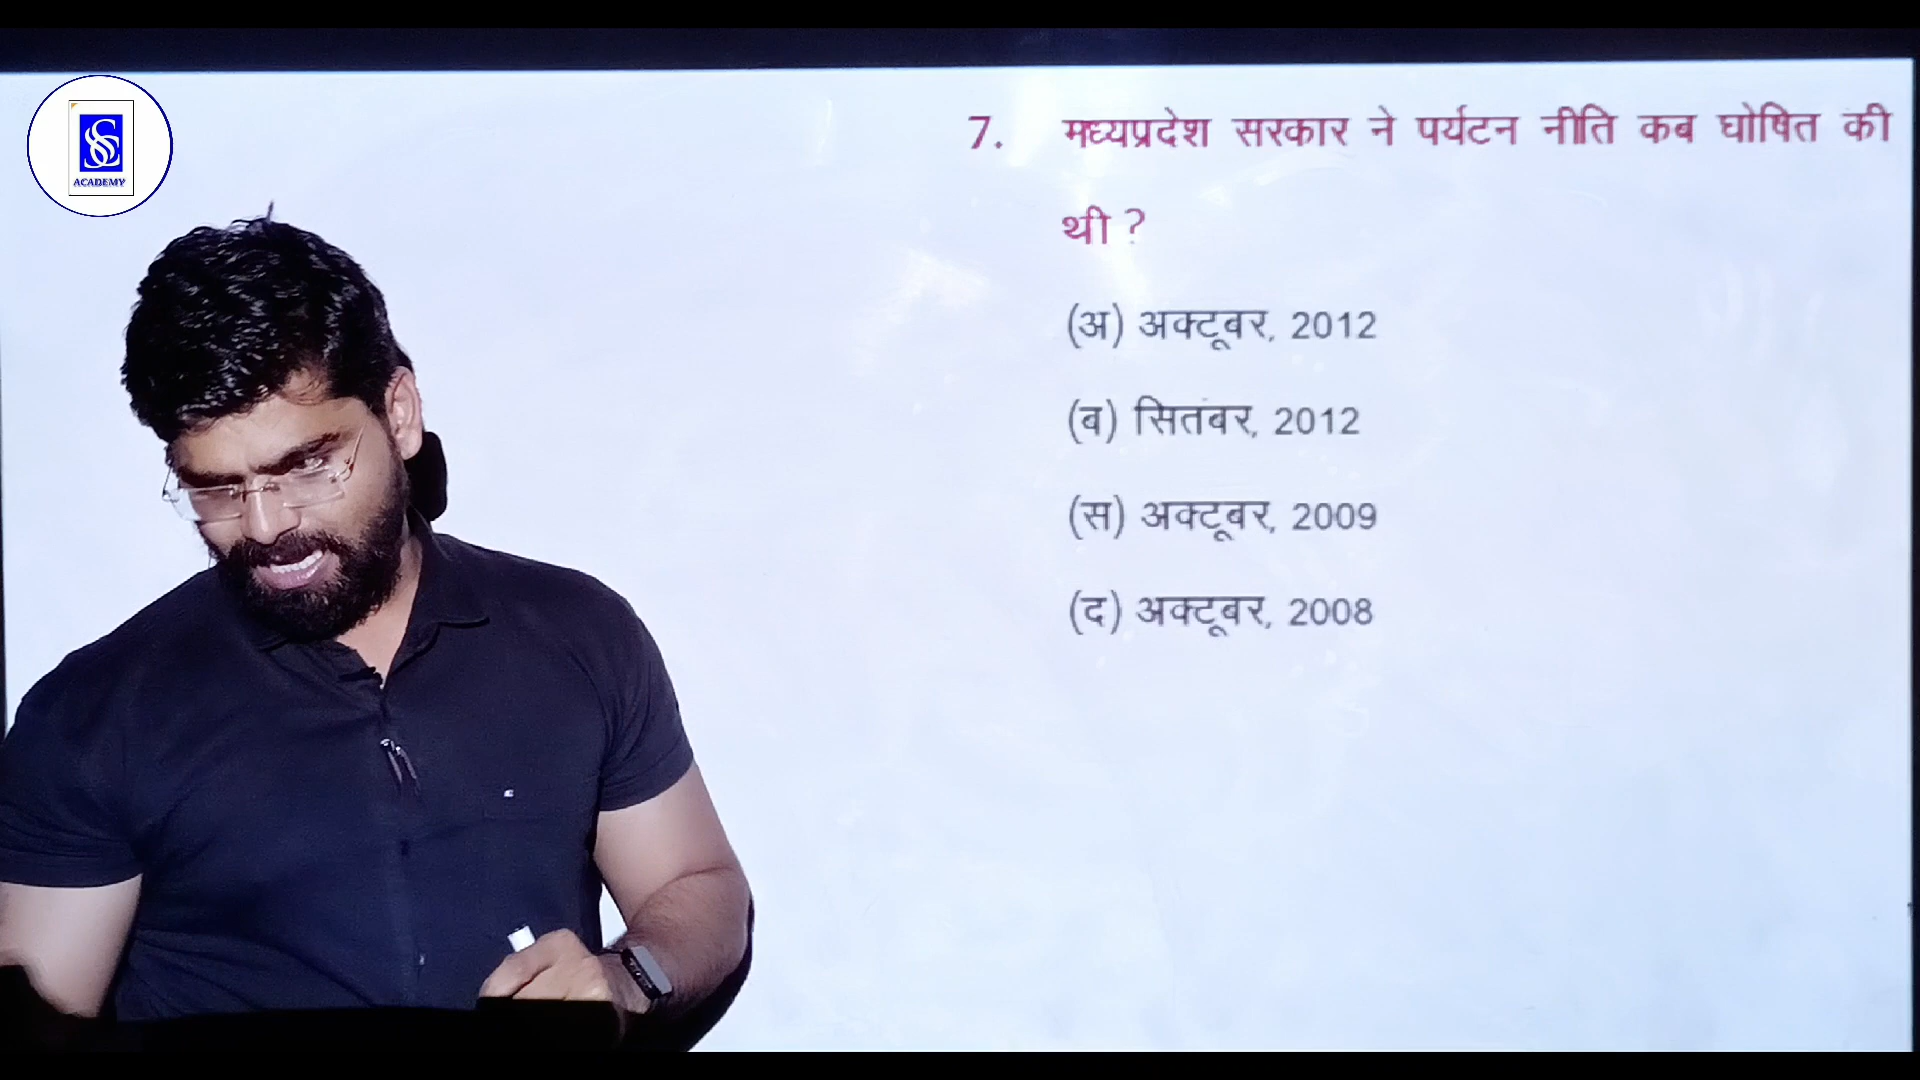 SS
ACADEMY
7. मध्यप्रदेश सरकार ने पर्यटन नीति कब घोषित की
थी ?
(अ) अक्टूबर, 2012
(ब) सितंबर, 2012
(स) अक्टूबर, 2009
(द) अक्टूबर, 2008